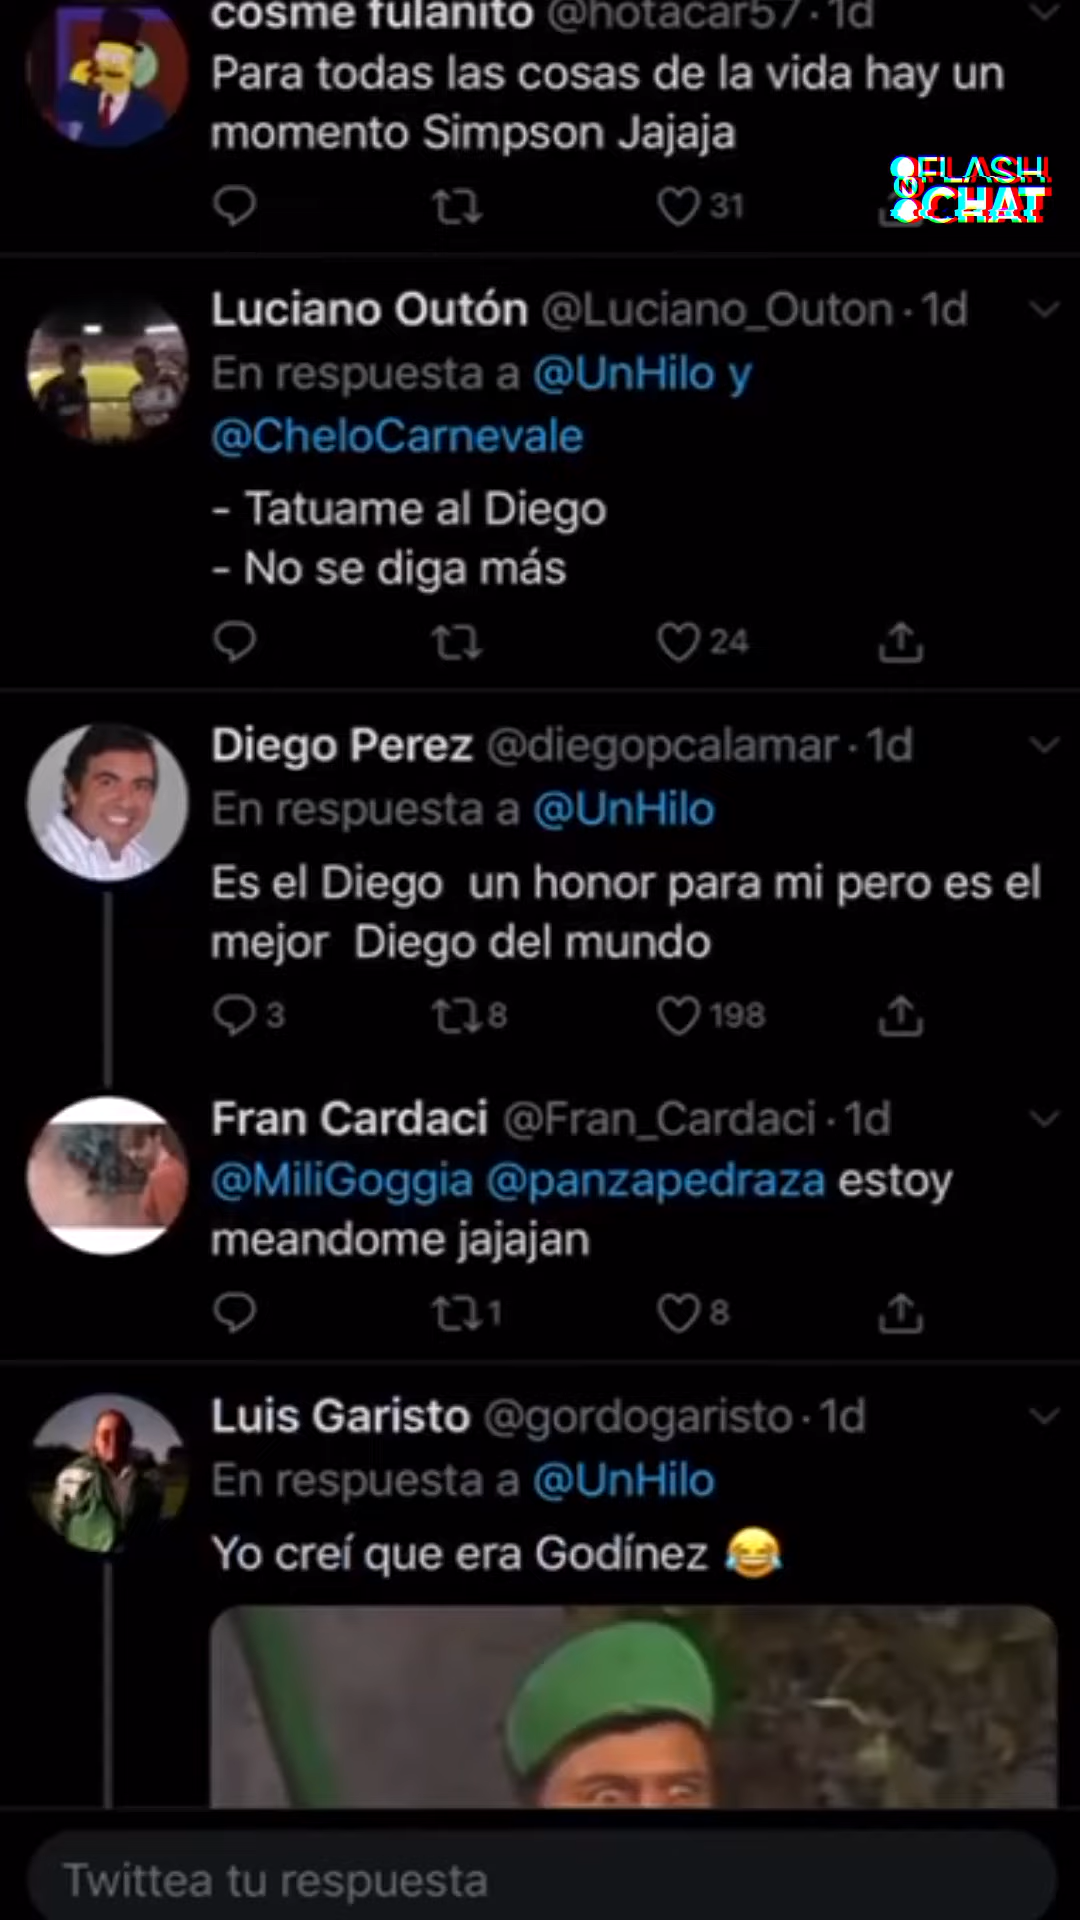 cosme fulanito @hotacar57 · 1d
Para todas las cosas de la vida hay un
momento Simpson Jajaja
31
FLASH
N
CHAT
Luciano Outón @Luciano_Outon · 1d
En respuesta a @UnHilo y
@CheloCarnevale
- Tatuame al Diego
- No se diga más
24
Diego Perez @diegopcalamar · 1d
En respuesta a @UnHilo
Es el Diego  un honor para mi pero es el
mejor  Diego del mundo
3 8 198
Fran Cardaci @Fran_Cardaci · 1d
@MiliGoggia @panzapedraza estoy
meandome jajajan
1 8
Luis Garisto @gordogaristo · 1d
En respuesta a @UnHilo
Yo creí que era Godínez 😂
Twittea tu respuesta